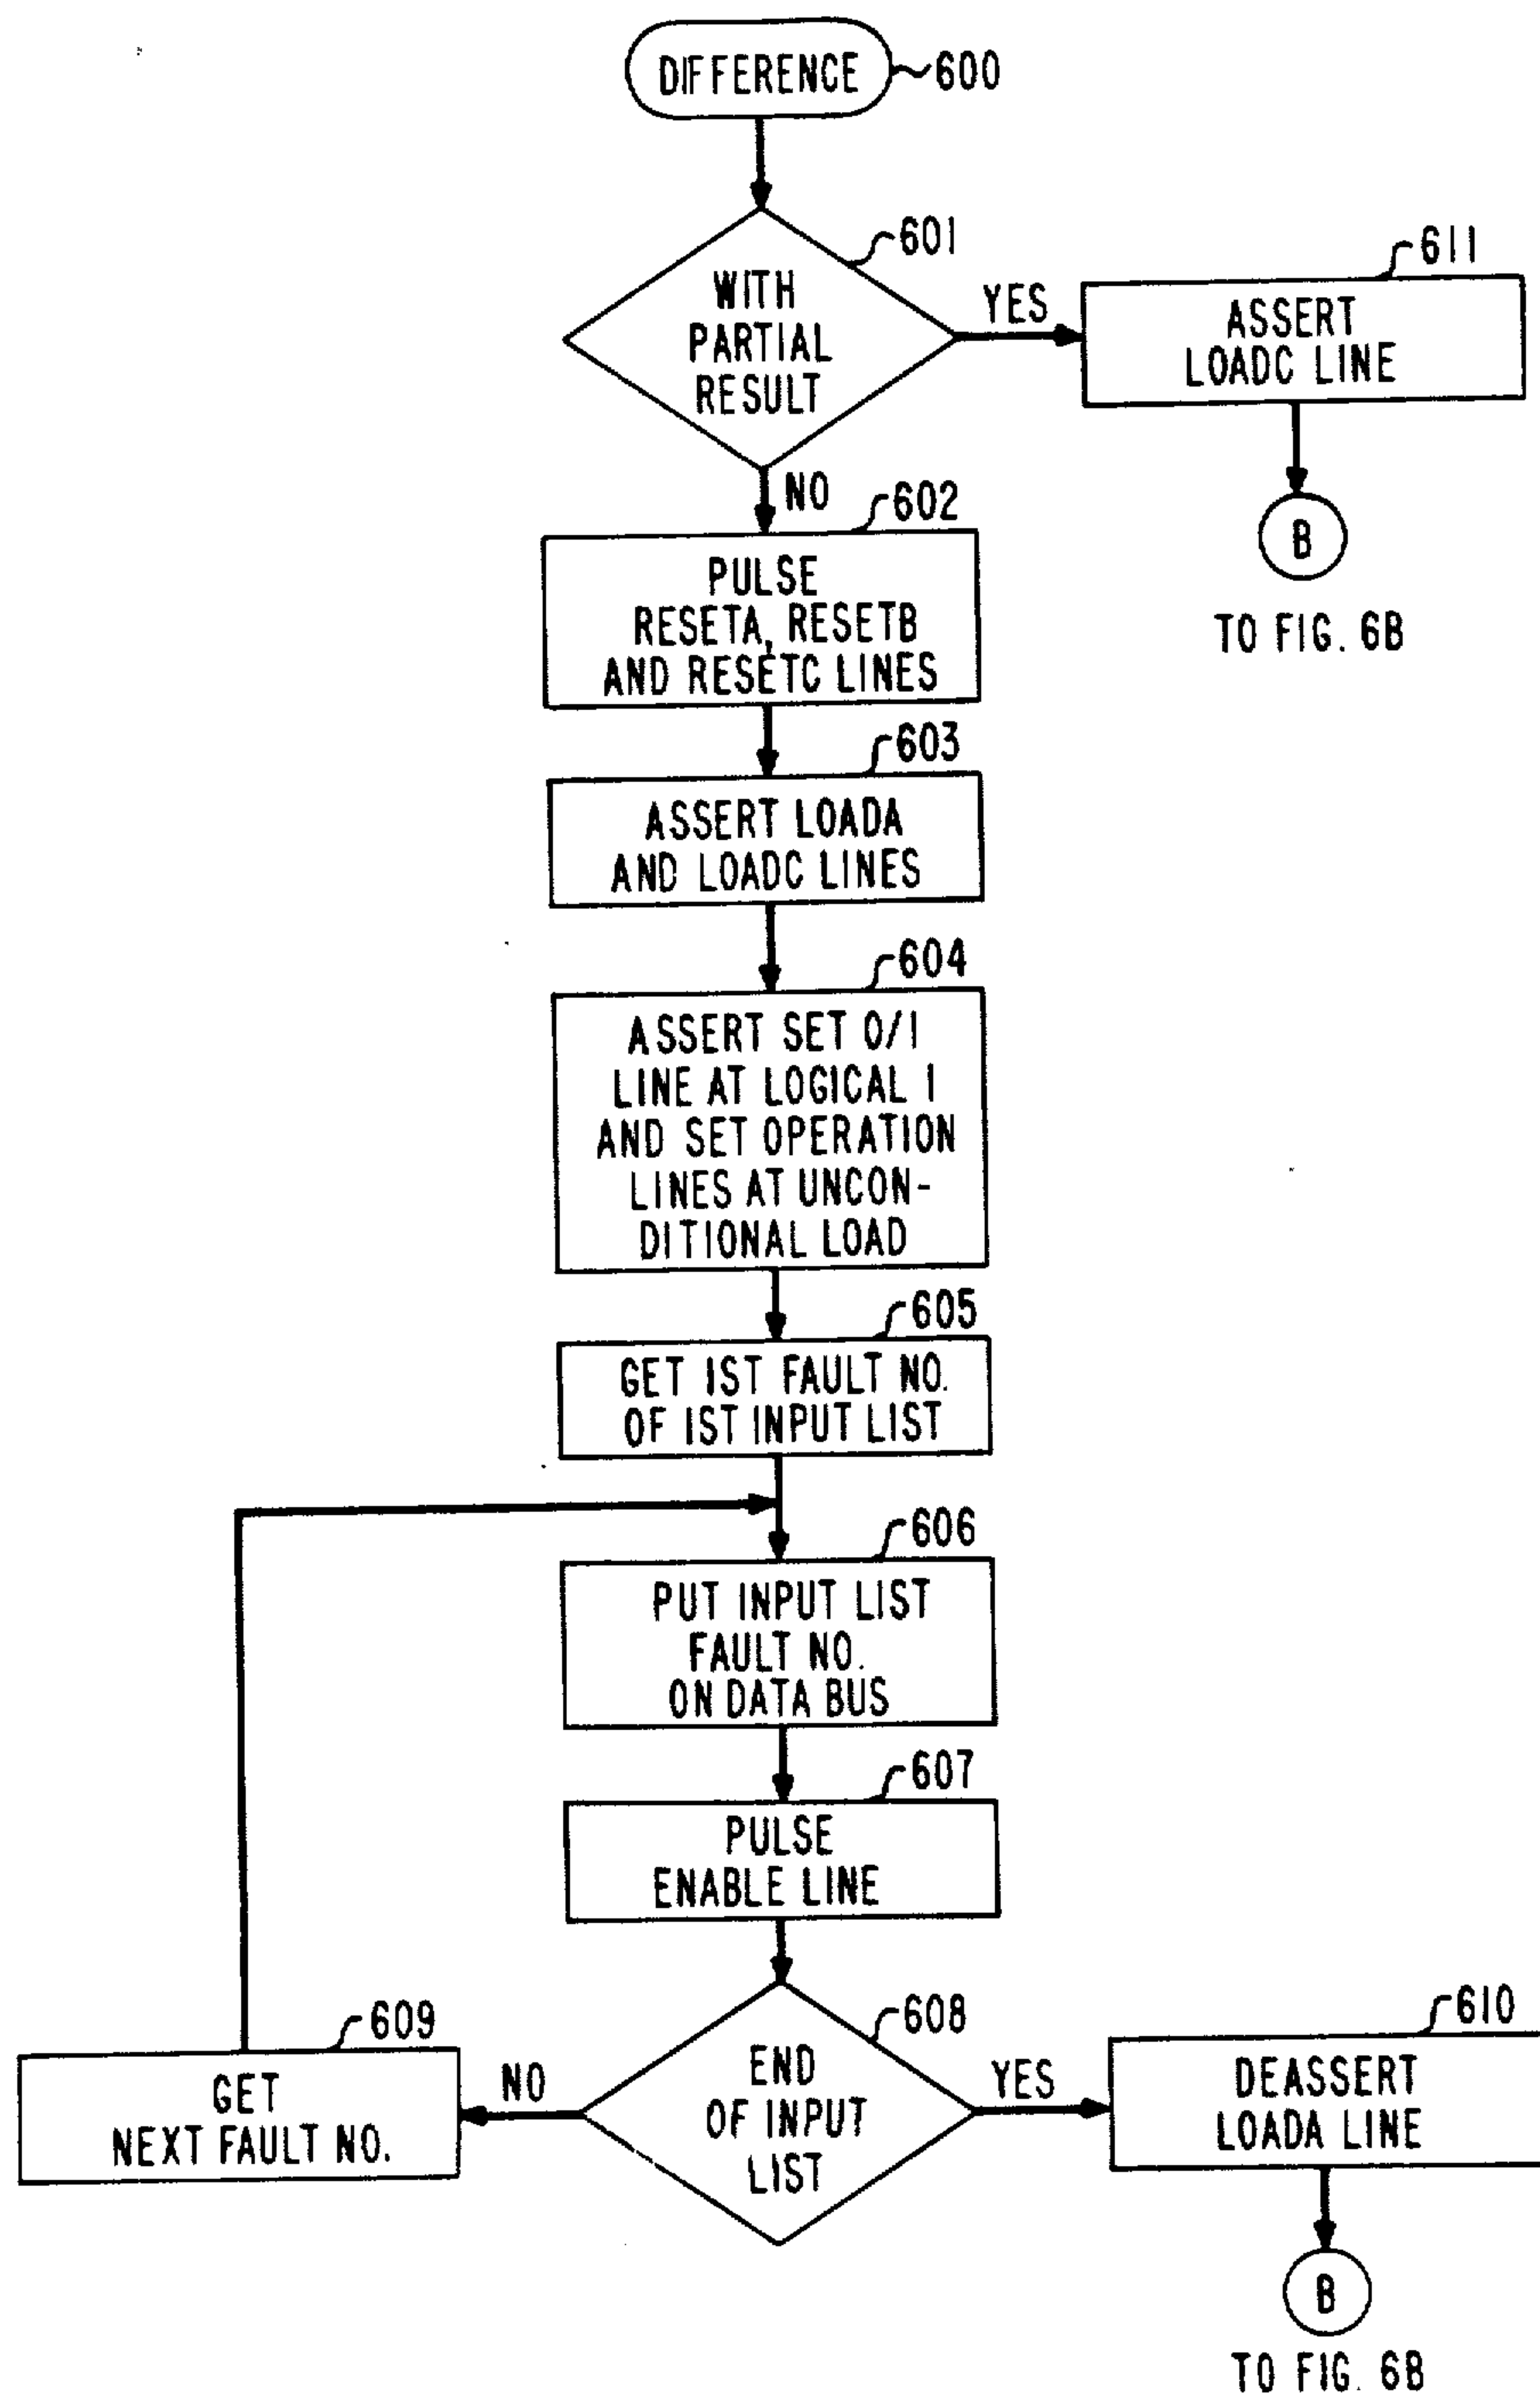 DIFFERENCE
600
601
WITH
PARTIAL
RESULT
YES
611
ASSERT
LOADC LINE
B
TO FIG. 6B
NO
602
PULSE
RESETA, RESETB
AND RESETC LINES
603
ASSERT LOADA
AND LOADC LINES
604
ASSERT SET 0/1
LINE AT LOGICAL 1
AND SET OPERATION
LINES AT UNCON-
DITIONAL LOAD
605
GET 1ST FAULT NO.
OF 1ST INPUT LIST
606
PUT INPUT LIST
FAULT NO.
ON DATA BUS
607
PULSE
ENABLE LINE
608
END
OF INPUT
LIST
NO
609
GET
NEXT FAULT NO.
YES
610
DEASSERT
LOADA LINE
B
TO FIG. 6B